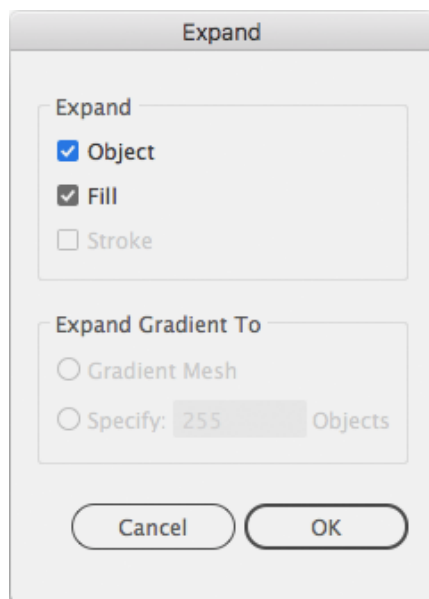 Expand
Expand
Object
Fill
Stroke
Expand Gradient To
Gradient Mesh
Specify: 255 Objects
Cancel OK